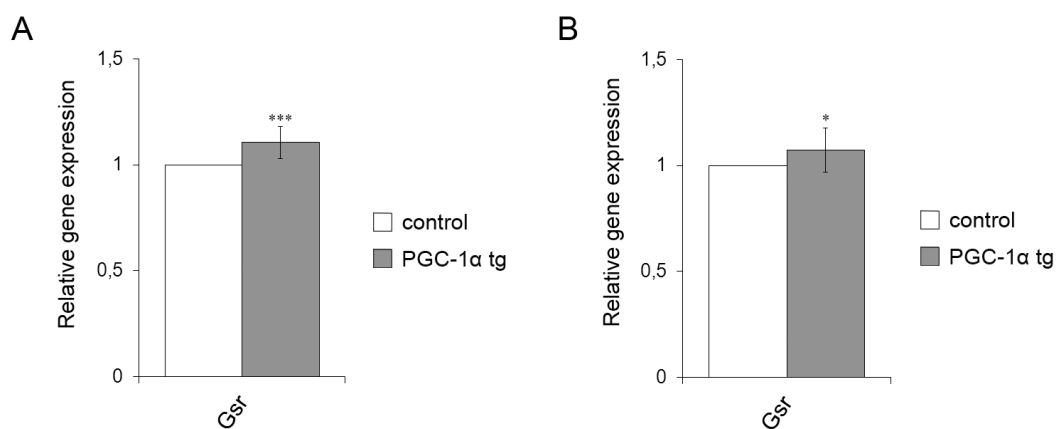 A
Relative gene expression
1,5
1
0,5
0
***
Gsr
control
PGC-1α tg
B
Relative gene expression
1,5
1
0,5
0
*
Gsr
control
PGC-1α tg